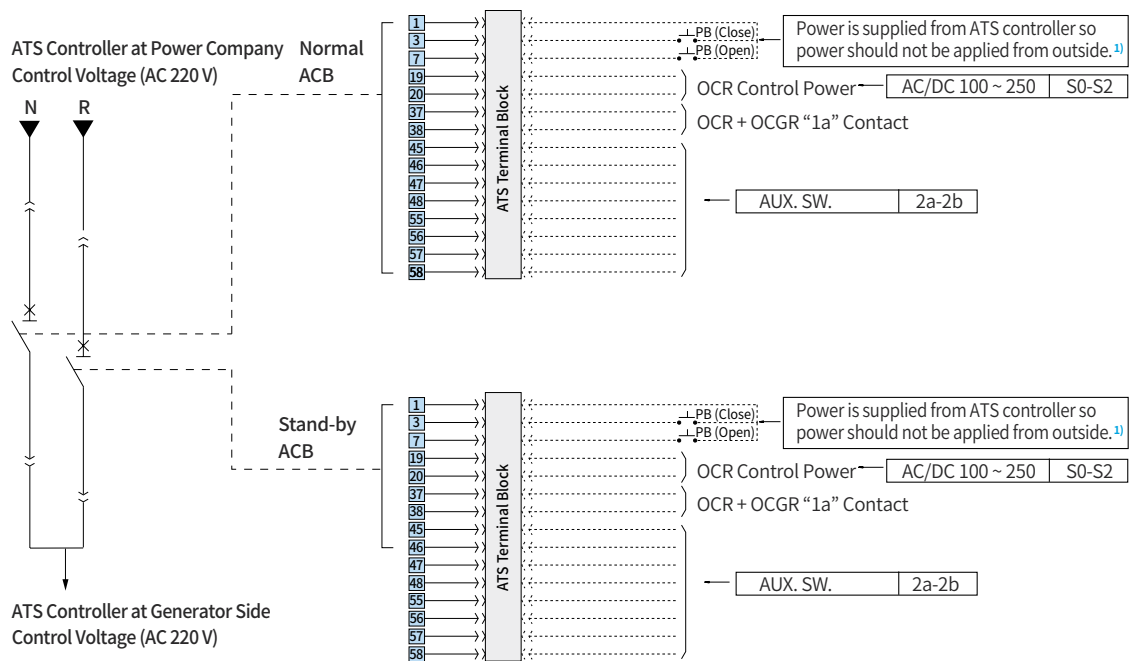 ATS Controller at Power Company
Control Voltage (AC 220 V)
N
R
Normal
ACB
1
3
7
19
20
37
38
45
46
47
48
55
56
57
58
ATS Terminal Block
PB (Close)
PB (Open)
Power is supplied from ATS controller so
power should not be applied from outside. 1)
OCR Control Power
AC/DC 100 ~ 250
S0-S2
OCR + OCGR “1a” Contact
AUX. SW.
2a-2b
Stand-by
ACB
1
3
7
19
20
37
38
45
46
47
48
55
56
57
58
ATS Terminal Block
PB (Close)
PB (Open)
Power is supplied from ATS controller so
power should not be applied from outside. 1)
OCR Control Power
AC/DC 100 ~ 250
S0-S2
OCR + OCGR “1a” Contact
AUX. SW.
2a-2b
ATS Controller at Generator Side
Control Voltage (AC 220 V)